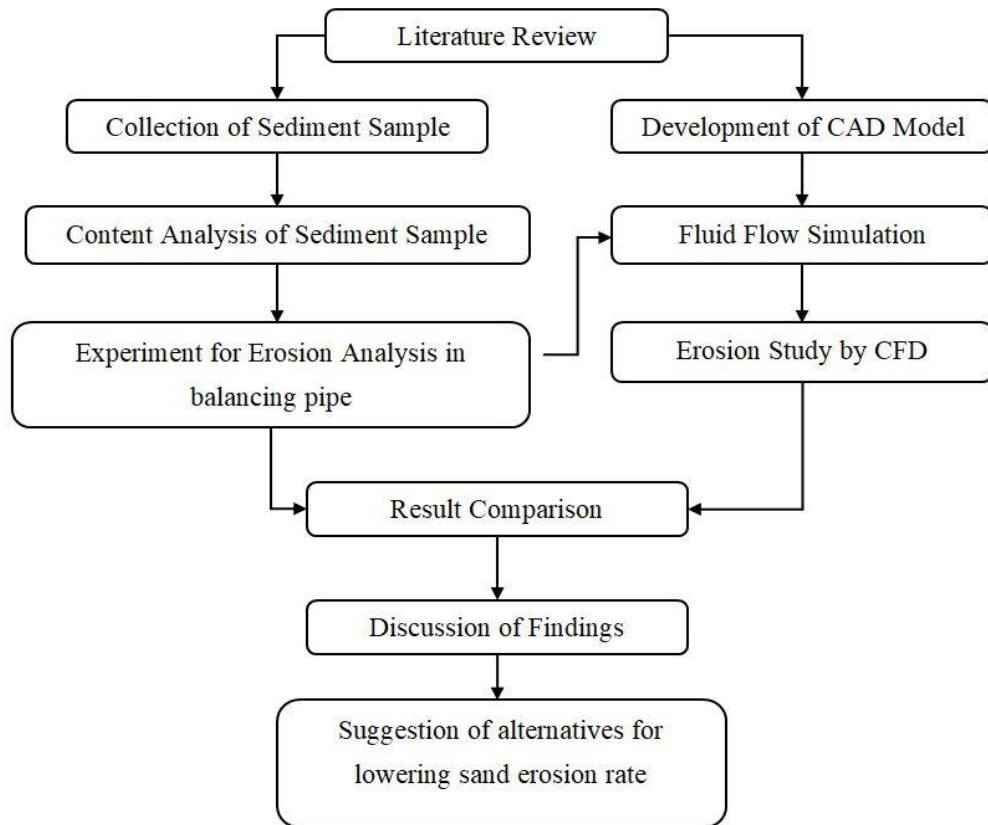 Literature Review
Collection of Sediment Sample
Development of CAD Model
Content Analysis of Sediment Sample
Fluid Flow Simulation
Experiment for Erosion Analysis in
balancing pipe
Erosion Study by CFD
Result Comparison
Discussion of Findings
Suggestion of alternatives for
lowering sand erosion rate